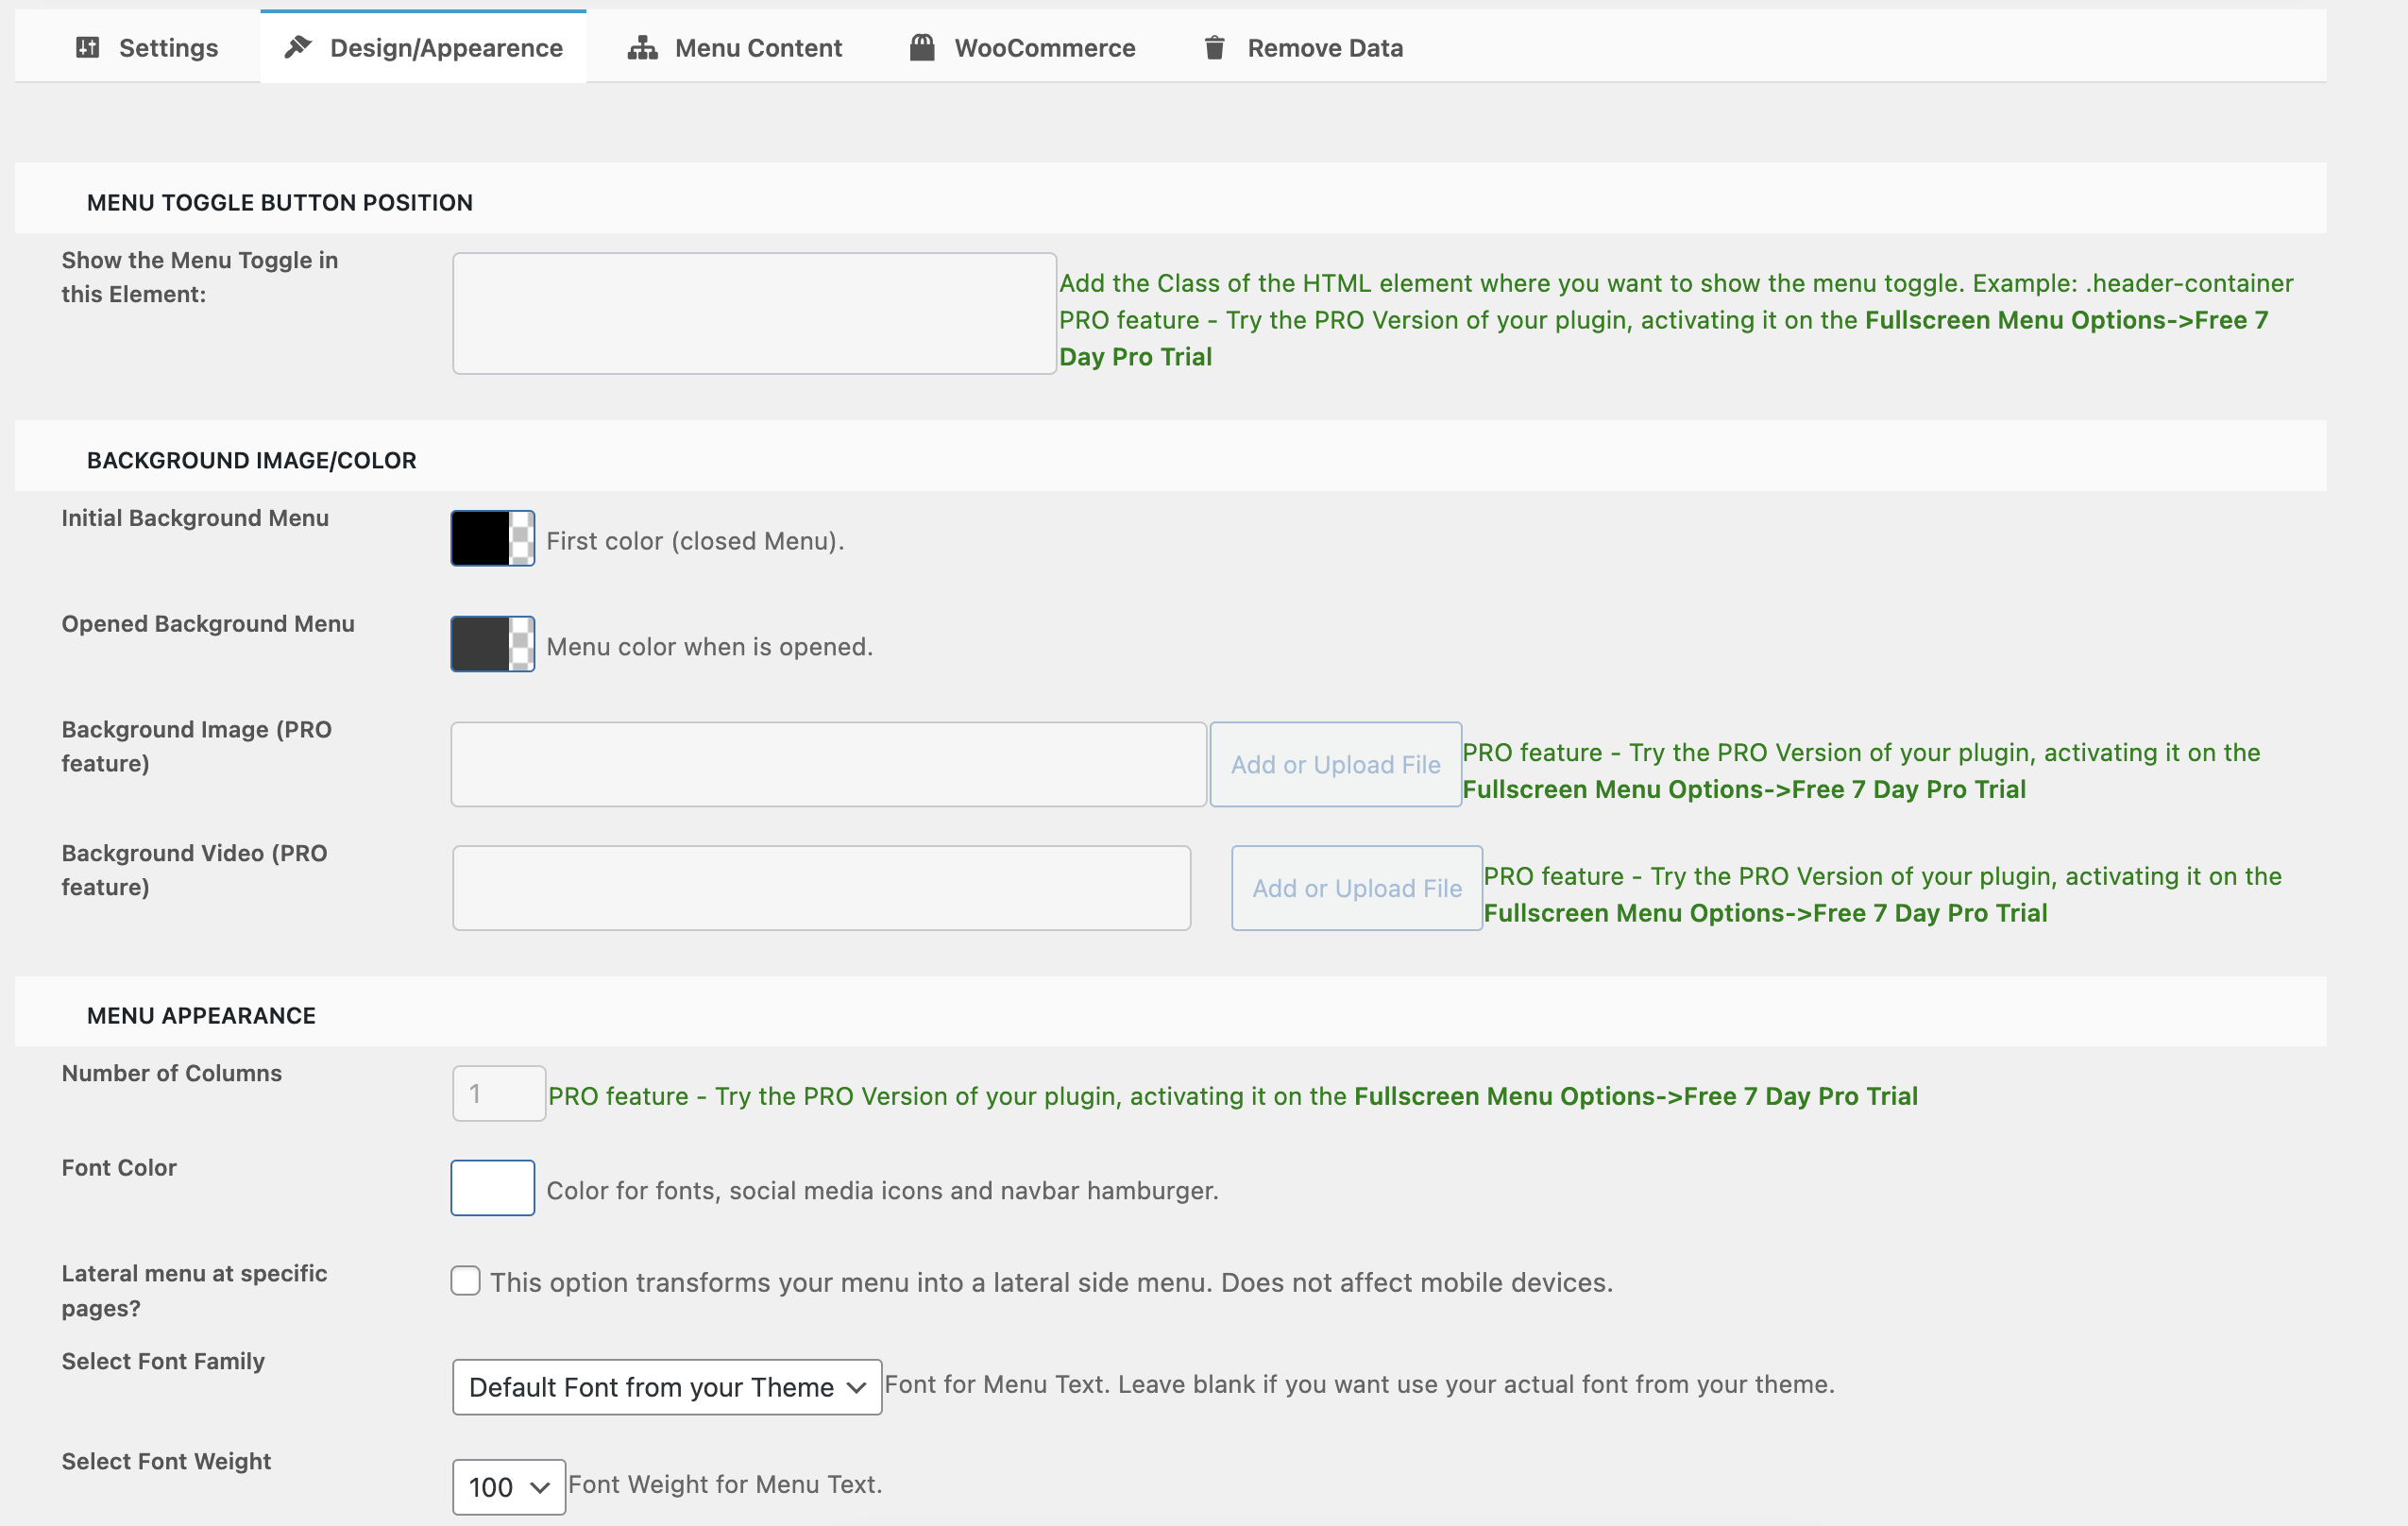 Settings
Design/Appearence
Menu Content
WooCommerce
Remove Data
MENU TOGGLE BUTTON POSITION
Show the Menu Toggle in
this Element:
Add the Class of the HTML element where you want to show the menu toggle. Example: .header-container
PRO feature - Try the PRO Version of your plugin, activating it on the Fullscreen Menu Options->Free 7
Day Pro Trial
BACKGROUND IMAGE/COLOR
Initial Background Menu
First color (closed Menu).
Opened Background Menu
Menu color when is opened.
Background Image (PRO
feature)
Add or Upload File
PRO feature - Try the PRO Version of your plugin, activating it on the
Fullscreen Menu Options->Free 7 Day Pro Trial
Background Video (PRO
feature)
Add or Upload File
PRO feature - Try the PRO Version of your plugin, activating it on the
Fullscreen Menu Options->Free 7 Day Pro Trial
MENU APPEARANCE
Number of Columns
1
PRO feature - Try the PRO Version of your plugin, activating it on the Fullscreen Menu Options->Free 7 Day Pro Trial
Font Color
Color for fonts, social media icons and navbar hamburger.
Lateral menu at specific
pages?
This option transforms your menu into a lateral side menu. Does not affect mobile devices.
Select Font Family
Default Font from your Theme
Font for Menu Text. Leave blank if you want use your actual font from your theme.
Select Font Weight
100
Font Weight for Menu Text.